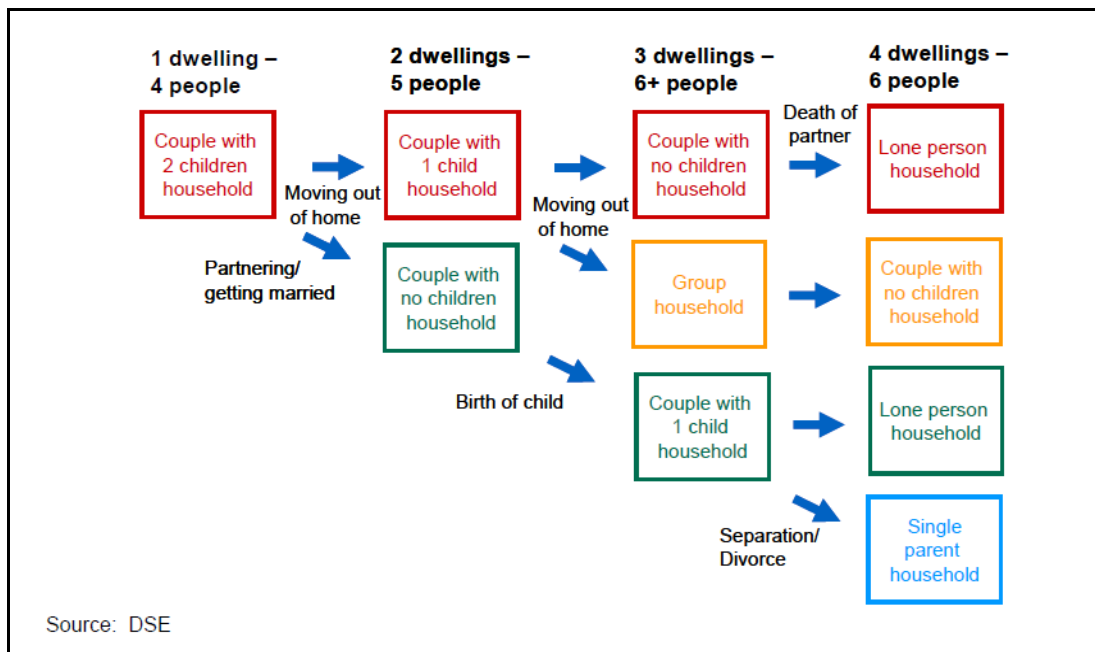 1 dwelling –
4 people
2 dwellings –
5 people
3 dwellings –
6+ people
4 dwellings –
6 people
Couple with
2 children
household
Moving out
of home
Partnering/
getting married
Couple with
1 child
household
Couple with
no children
household
Moving out
of home
Birth of child
Couple with
no children
household
Group
household
Couple with
1 child
household
Death of
partner
Separation/
Divorce
Lone person
household
Couple with
no children
household
Lone person
household
Single
parent
household
Source: DSE